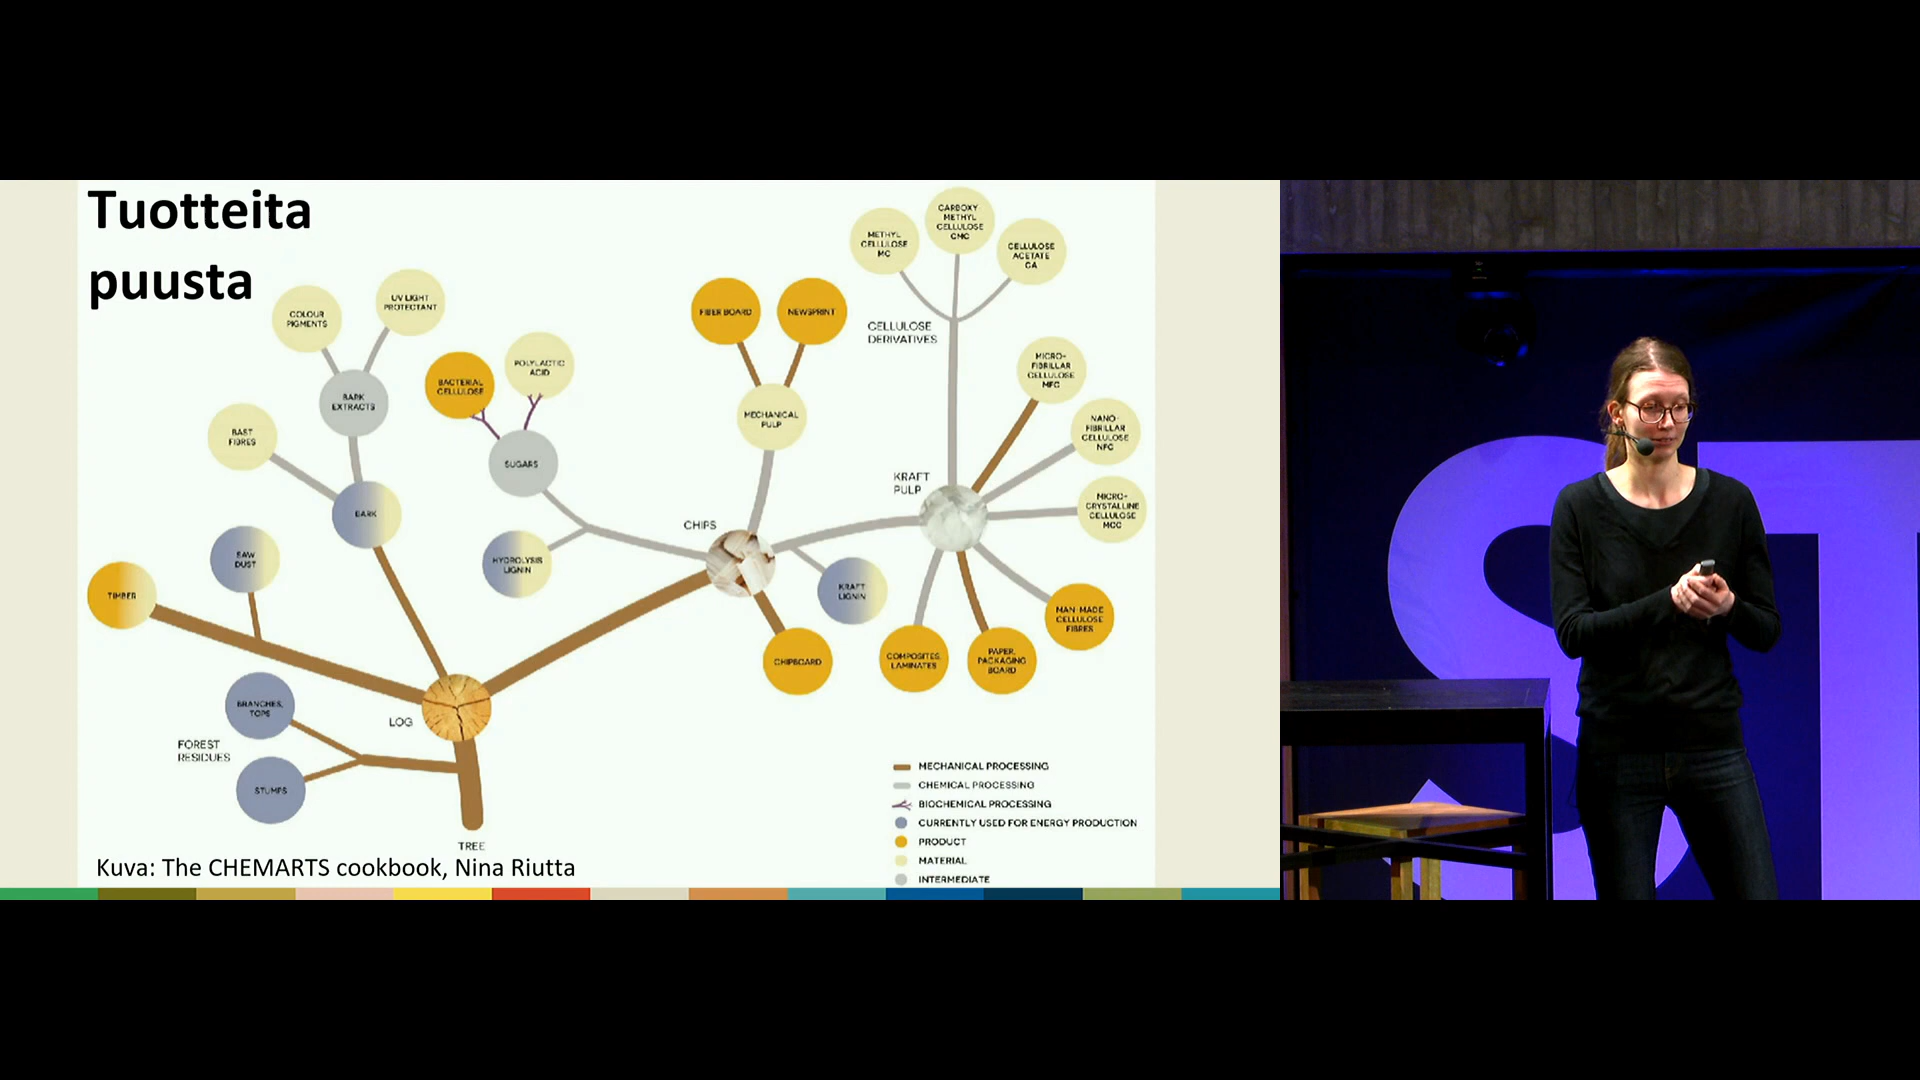 Tuotteita
puusta
COLOUR
PIGMENTS
UV LIGHT
PROTECTANT
BARK
EXTRACTS
BAST
FIBRES
BARK
SAW
DUST
TIMBER
BACTERIAL
CELLULOSE
POLYLACTIC
ACID
SUGARS
HYDROLYSIS
LIGNIN
FIBER BOARD
NEWSPRINT
MECHANICAL
PULP
CHIPS
KRAFT
LIGNIN
CHIPBOARD
METHYL
CELLULOSE
MC
CARBOXY
METHYL
CELLULOSE
CMC
CELLULOSE
ACETATE
CA
CELLULOSE
DERIVATIVES
MICRO-
FIBRILLAR
CELLULOSE
MFC
NANO-
FIBRILLAR
CELLULOSE
NFC
MICRO-
CRYSTALLINE
CELLULOSE
MCC
KRAFT
PULP
MAN-MADE
CELLULOSE
FIBRES
PAPER,
PACKAGING
BOARD
COMPOSITES,
LAMINATES
BRANCHES,
TOPS
LOG
FOREST
RESIDUES
STUMPS
TREE
MECHANICAL PROCESSING
CHEMICAL PROCESSING
BIOCHEMICAL PROCESSING
CURRENTLY USED FOR ENERGY PRODUCTION
PRODUCT
MATERIAL
INTERMEDIATE
Kuva: The CHEMARTS cookbook, Nina Riutta
ST